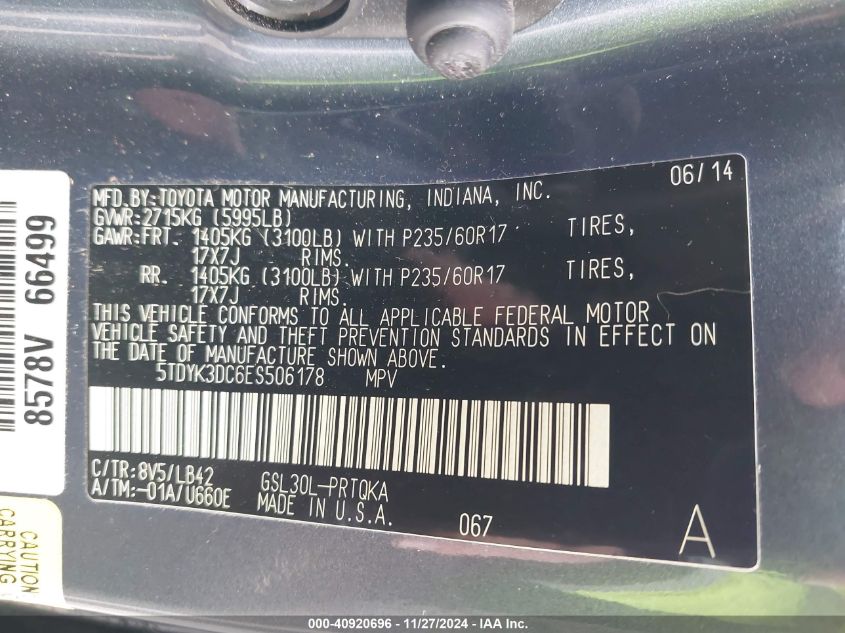 06/14
MFD.BY:TOYOTA MOTOR MANUFACTURING, INDIANA, INC.
GVWR:2715KG (5995LB)
GAWR:FRT. 1405KG (3100LB) WITH P235/60R17 TIRES,
17X7J RIMS.
RR. 1405KG (3100LB) WITH P235/60R17 TIRES,
17X7J RIMS.
THIS VEHICLE CONFORMS TO ALL APPLICABLE FEDERAL MOTOR
VEHICLE SAFETY AND THEFT PREVENTION STANDARDS IN EFFECT ON
THE DATE OF MANUFACTURE SHOWN ABOVE.
5TDYK3DC6ES506178 MPV
C/TR:8V5/LB42 GSL30L-PRTQKA
A/TM:-01A/U660E MADE IN U.S.A.
067 A
8578V 66499
CAUTION
CARRYING
000-40920696 - 11/27/2024 - IAA Inc.